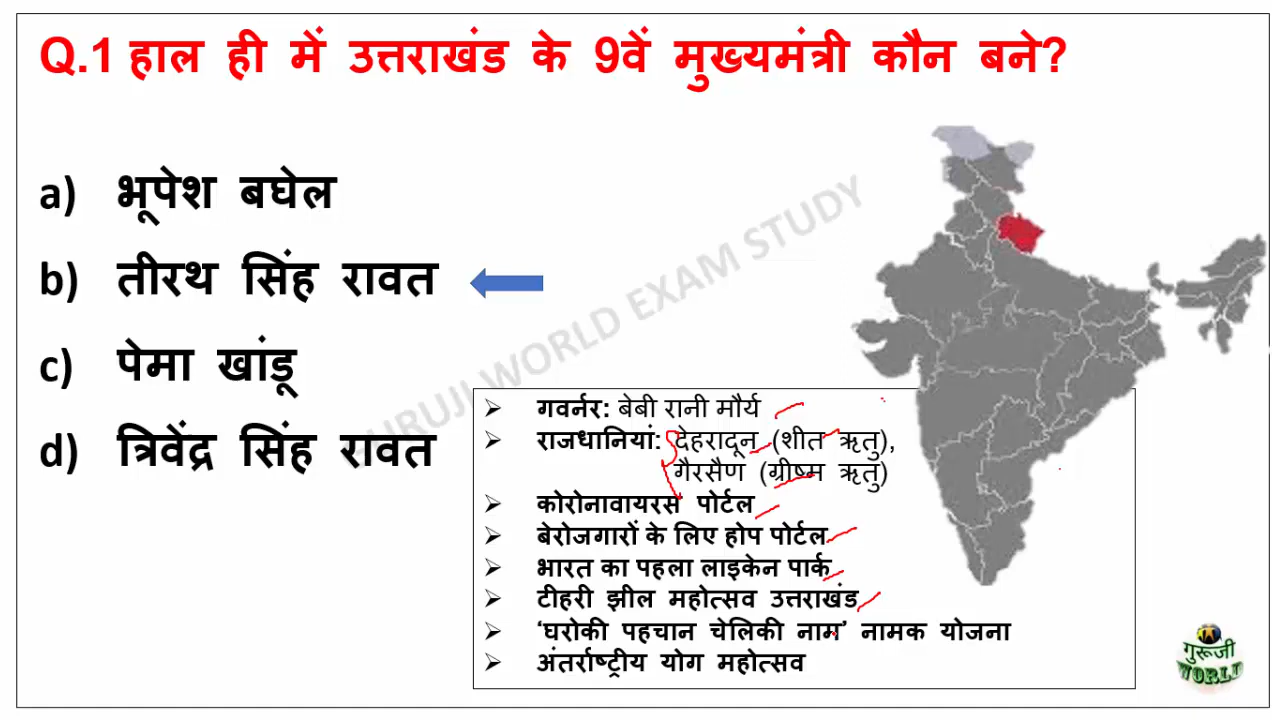 Q.1 हाल ही में उत्तराखंड के 9वें मुख्यमंत्री कौन बने?
a) भूपेश बघेल
b) तीरथ सिंह रावत
c) पेमा खांडू
d) त्रिवेंद्र सिंह रावत
GURUJI WORLD EXAM STUDY
➢ गवर्नर: बेबी रानी मौर्य
➢ राजधानियां: देहरादून (शीत ऋतु),
गैरसैण (ग्रीष्म ऋतु)
➢ कोरोनावायरस पोर्टल
➢ बेरोजगारों के लिए होप पोर्टल
➢ भारत का पहला लाइकेन पार्क
➢ टीहरी झील महोत्सव उत्तराखंड
➢ ‘घरोकी पहचान चेलिकी नाम’ नामक योजना
➢ अंतर्राष्ट्रीय योग महोत्सव
गुरूजी
WORLD